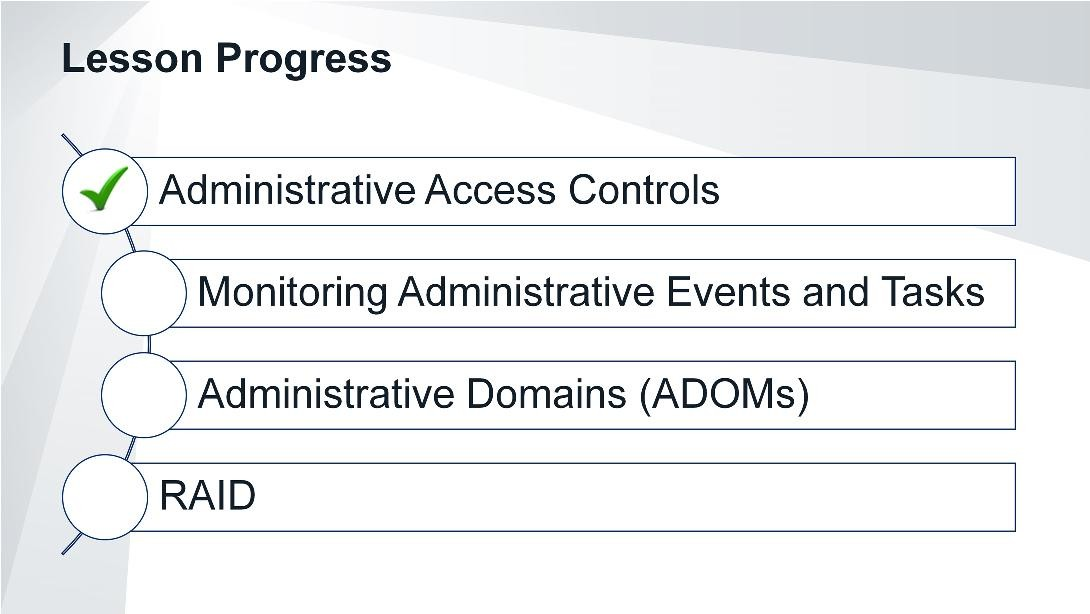 Lesson Progress
Administrative Access Controls
Monitoring Administrative Events and Tasks
Administrative Domains (ADOMs)
RAID